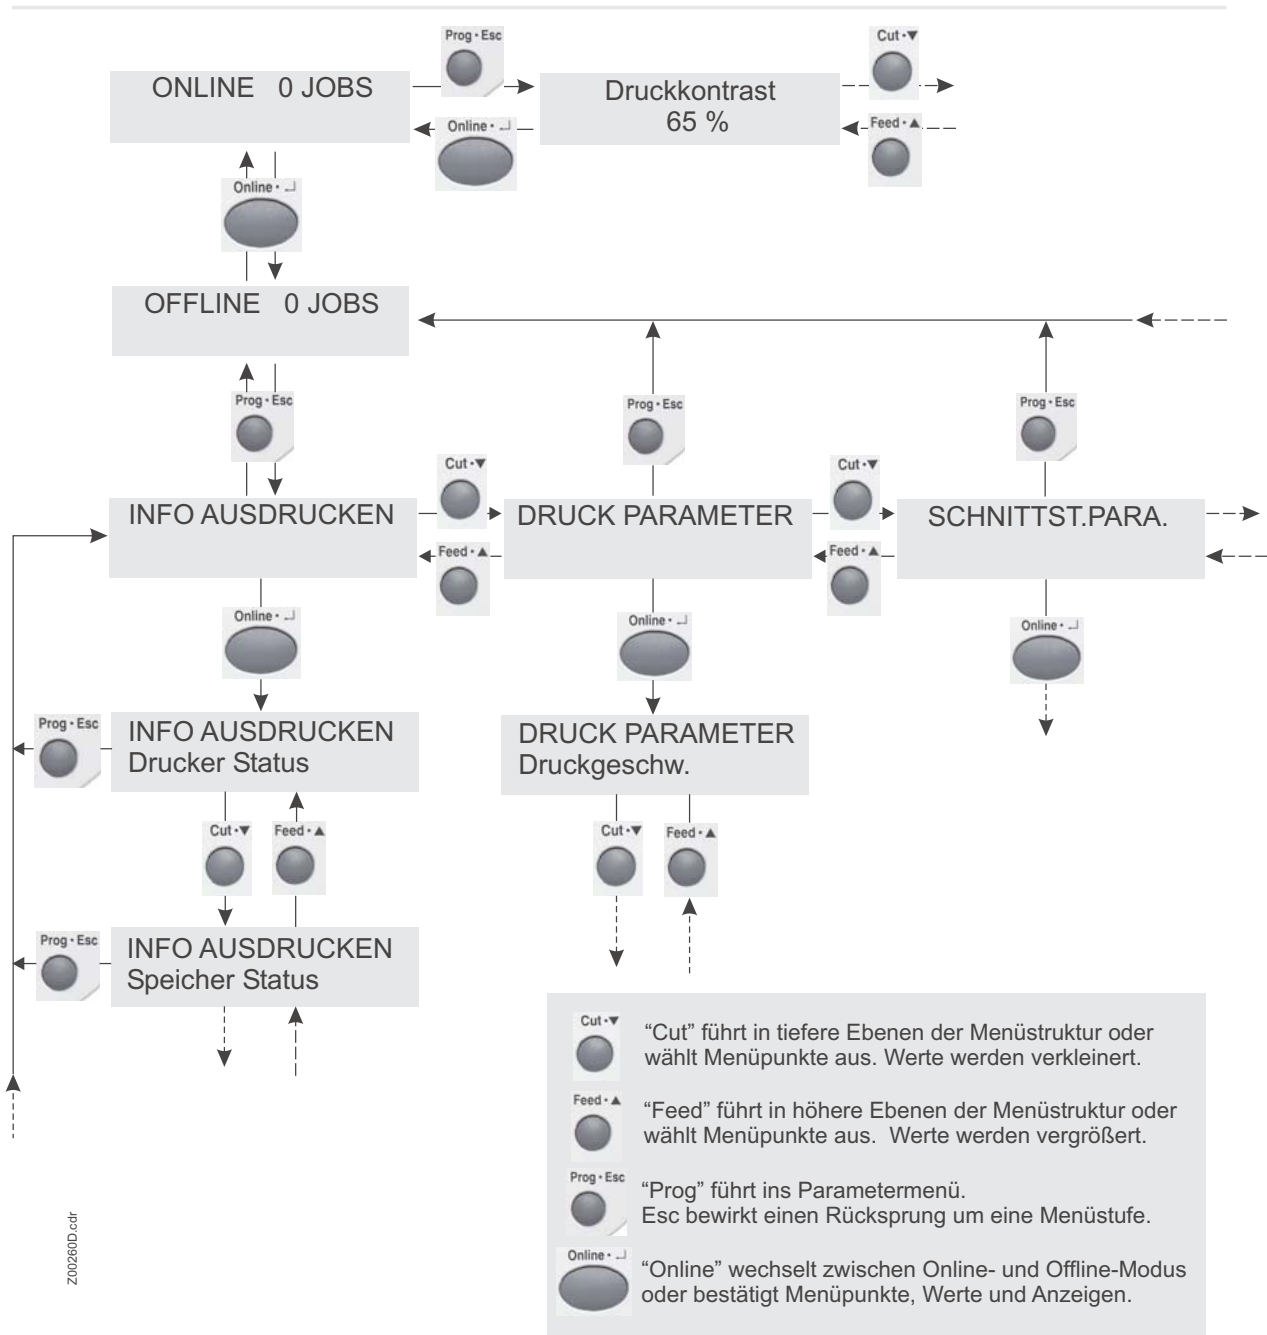 Prog • Esc
Cut • ▼
ONLINE 0 JOBS
Druckkontrast
65 %
Online • ↵
Feed • ▲
Online • ↵
OFFLINE 0 JOBS
Prog • Esc
Prog • Esc
Prog • Esc
Cut • ▼
Cut • ▼
INFO AUSDRUCKEN
DRUCK PARAMETER
SCHNITTST.PARA.
Feed • ▲
Feed • ▲
Online • ↵
Online • ↵
Online • ↵
Prog • Esc
INFO AUSDRUCKEN
Drucker Status
DRUCK PARAMETER
Druckgeschw.
Cut • ▼
Feed • ▲
Cut • ▼
Feed • ▲
Prog • Esc
INFO AUSDRUCKEN
Speicher Status
Cut • ▼
“Cut” führt in tiefere Ebenen der Menüstruktur oder
wählt Menüpunkte aus. Werte werden verkleinert.
Feed • ▲
“Feed” führt in höhere Ebenen der Menüstruktur oder
wählt Menüpunkte aus. Werte werden vergrößert.
Prog • Esc
“Prog” führt ins Parametermenü.
Esc bewirkt einen Rücksprung um eine Menüstufe.
Online • ↵
“Online” wechselt zwischen Online- und Offline-Modus
oder bestätigt Menüpunkte, Werte und Anzeigen.
Z00260D.cdr